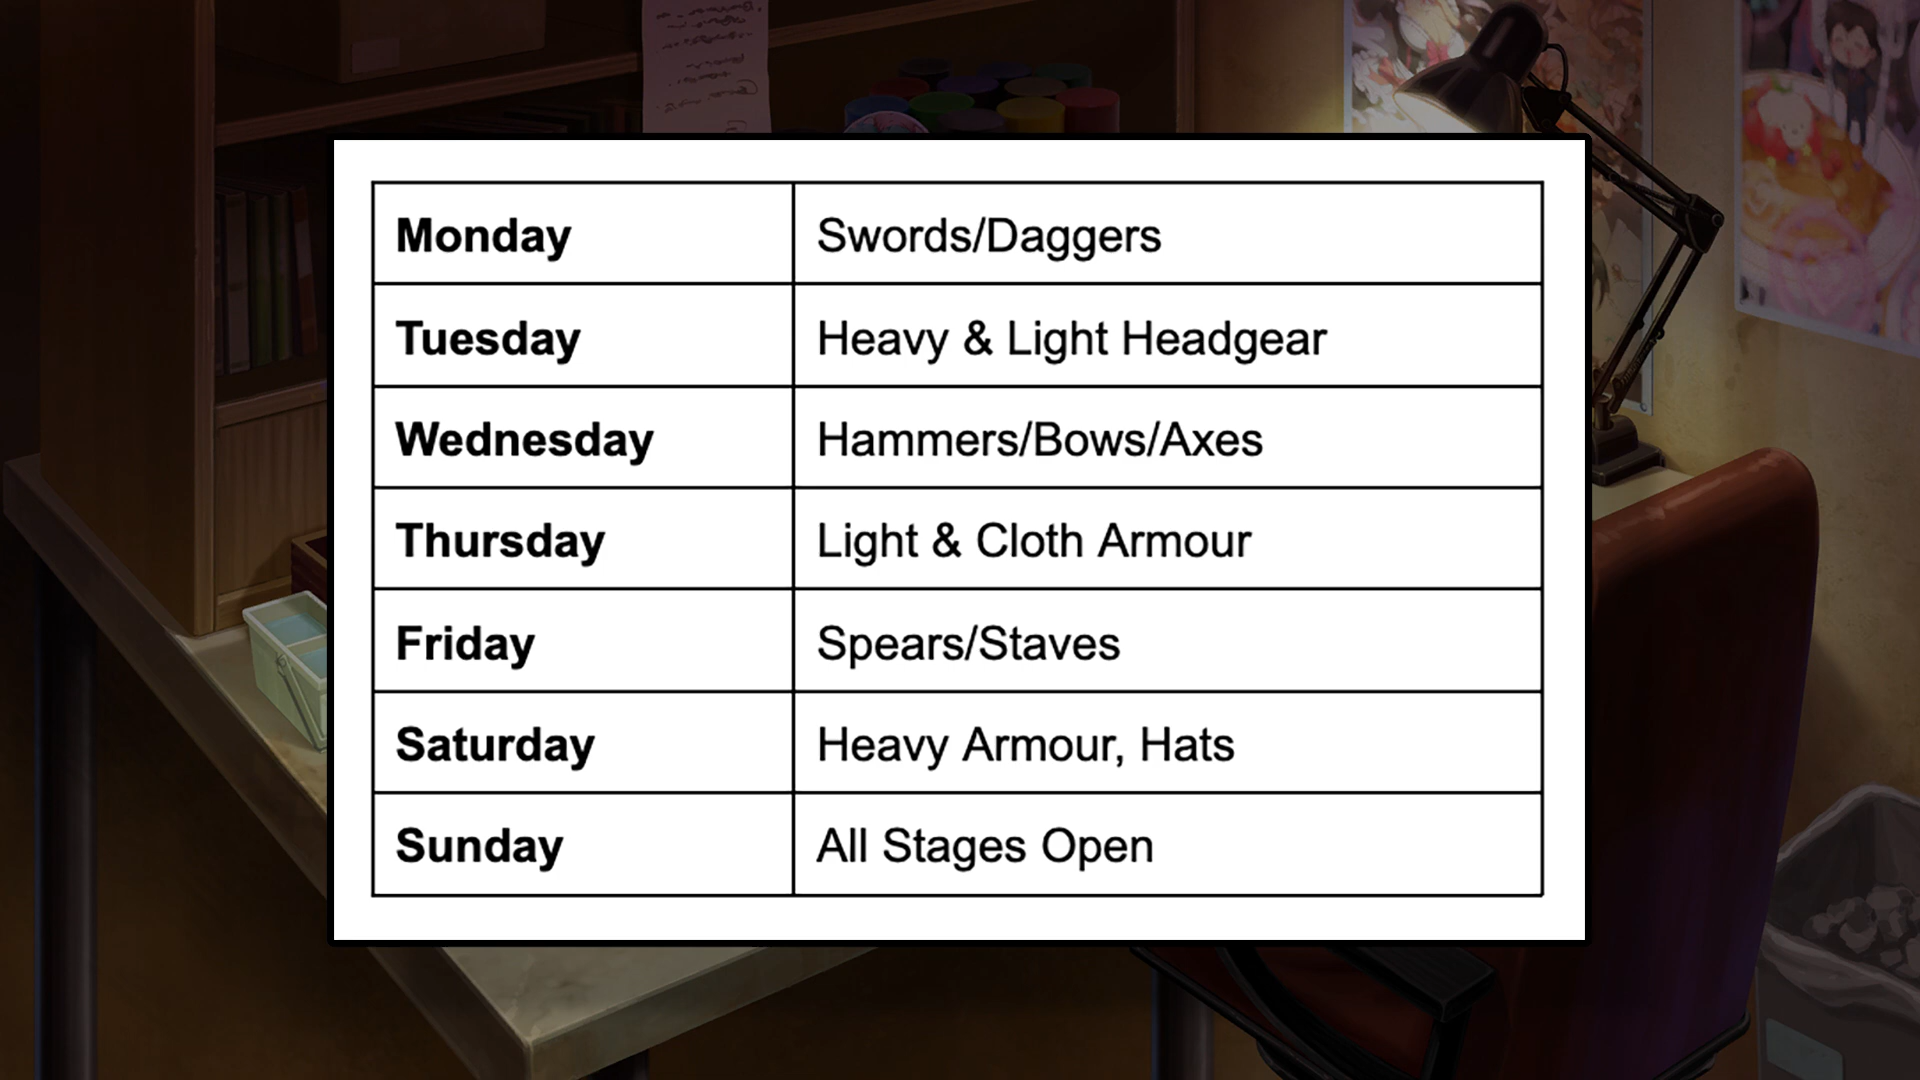 Monday Swords/Daggers
Tuesday Heavy & Light Headgear
Wednesday Hammers/Bows/Axes
Thursday Light & Cloth Armour
Friday Spears/Staves
Saturday Heavy Armour, Hats
Sunday All Stages Open